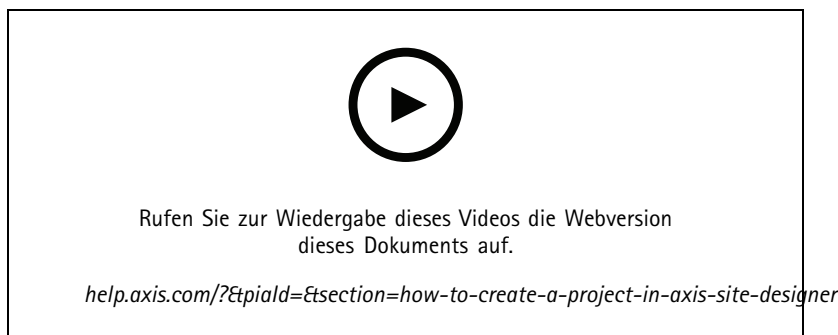 Rufen Sie zur Wiedergabe dieses Videos die Webversion
dieses Dokuments auf.
help.axis.com/?&piaId=&section=how-to-create-a-project-in-axis-site-designer